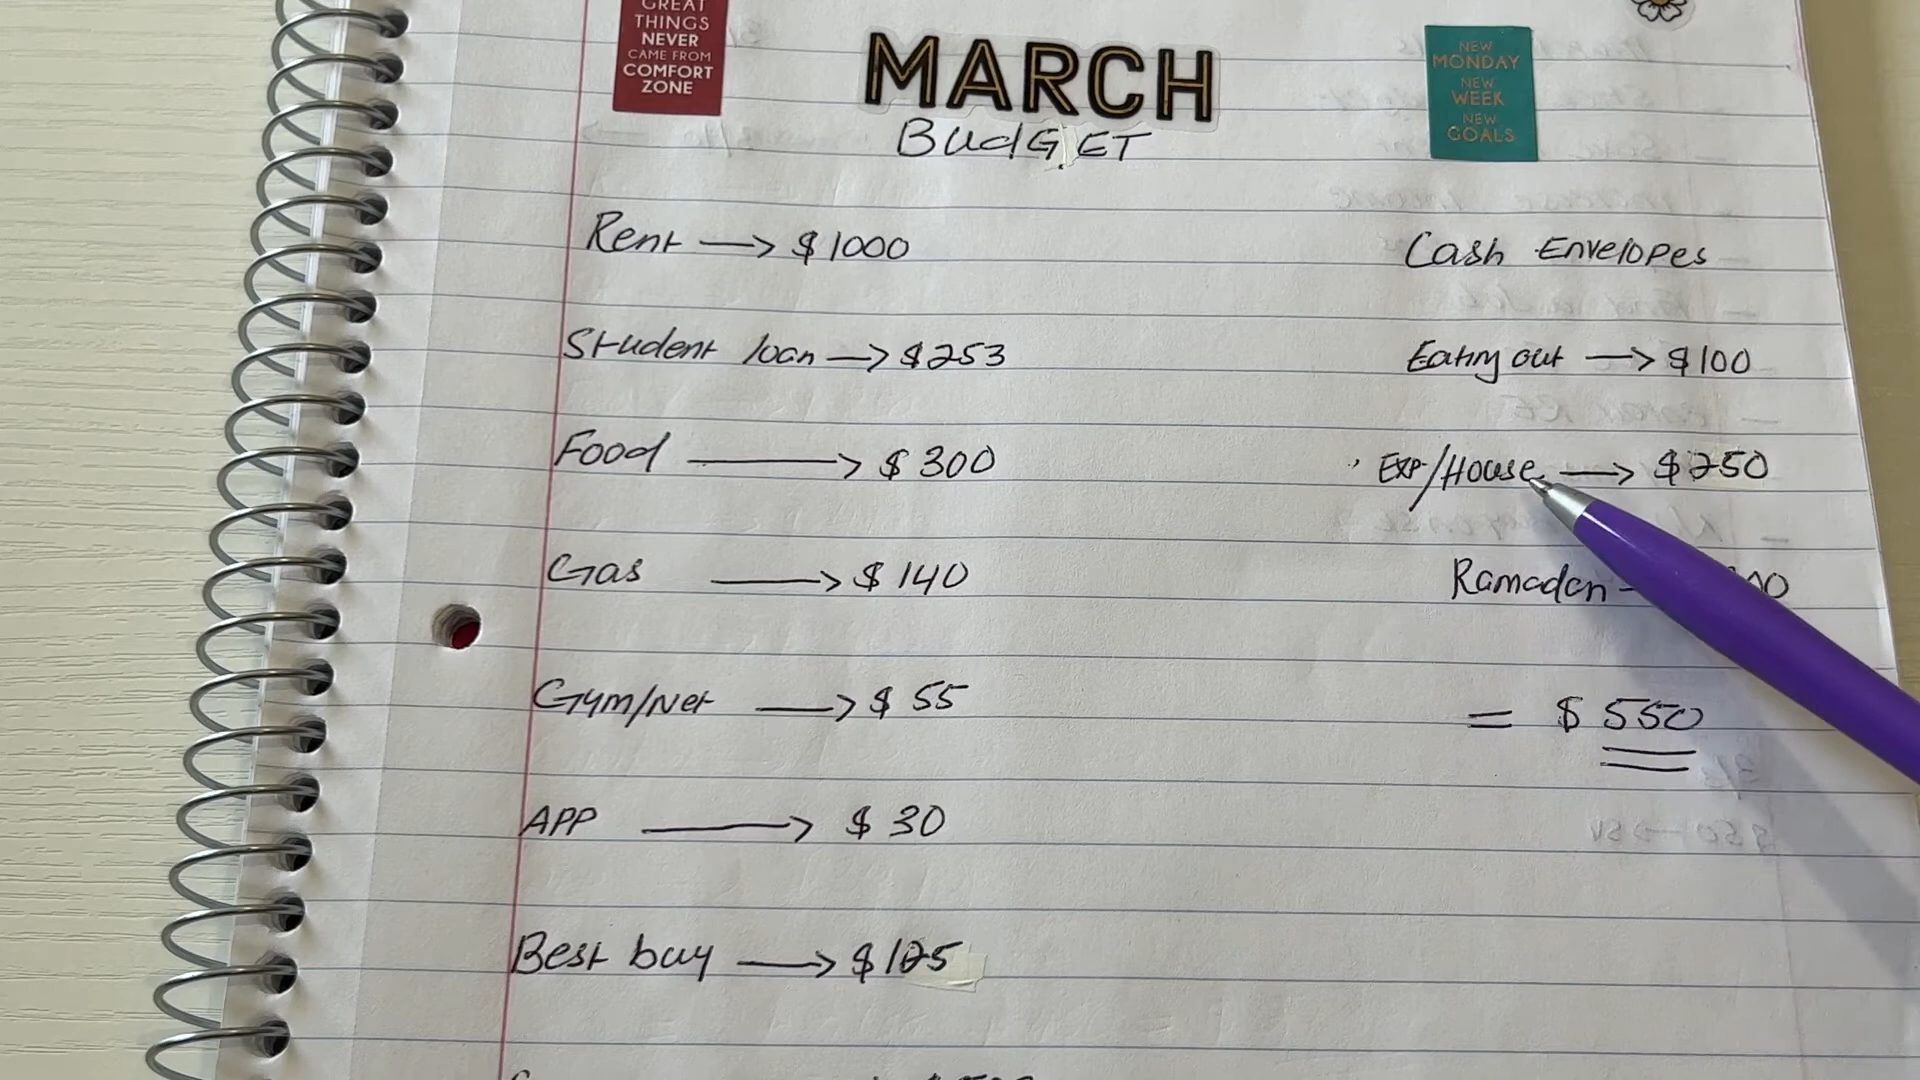 GREAT
THINGS
NEVER
CAME FROM
COMFORT
ZONE
MARCH
BudGET
NEW
MONDAY
NEW
WEEK
NEW
GOALS
Rent → $1000
Student loan → $253
Food → $300
Gas → $140
Gym/Net → $55
APP → $30
Best buy → $125
Cash Envelopes
Eating out → $100
Exp/House → $250
Ramadan
= $550